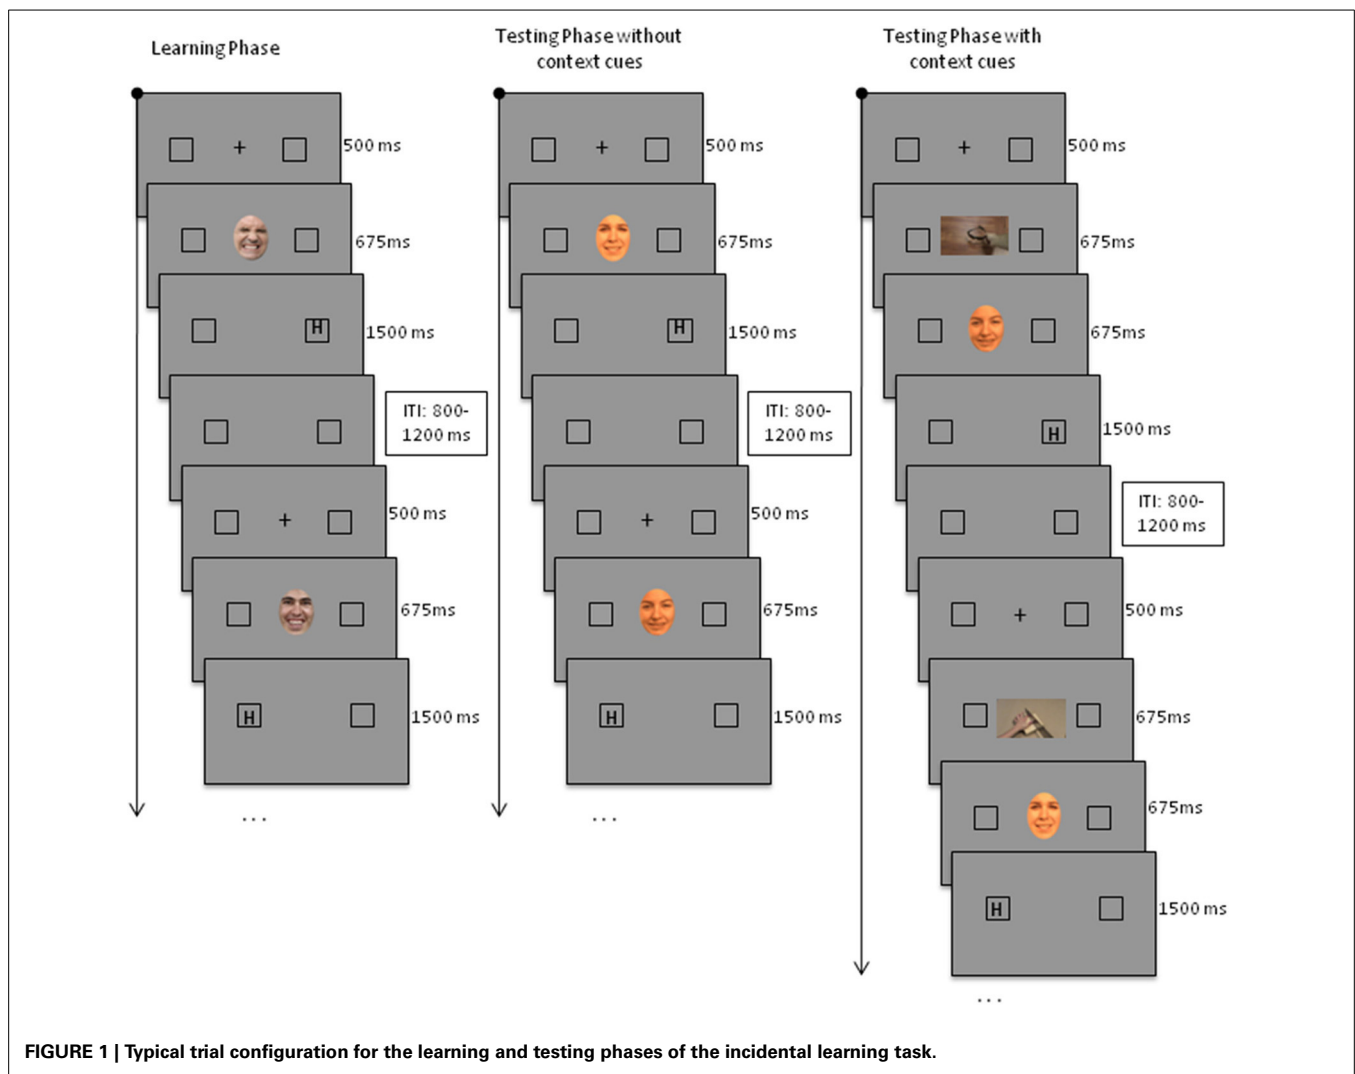 Learning Phase
500 ms
675ms
H
1500 ms
ITI: 800-
1200 ms
500 ms
675ms
H
1500 ms
...
Testing Phase without
context cues
500 ms
675ms
H
1500 ms
ITI: 800-
1200 ms
500 ms
675ms
H
1500 ms
...
Testing Phase with
context cues
500 ms
675ms
675ms
H
1500 ms
ITI: 800-
1200 ms
500 ms
675ms
675ms
H
1500 ms
...
FIGURE 1 | Typical trial configuration for the learning and testing phases of the incidental learning task.